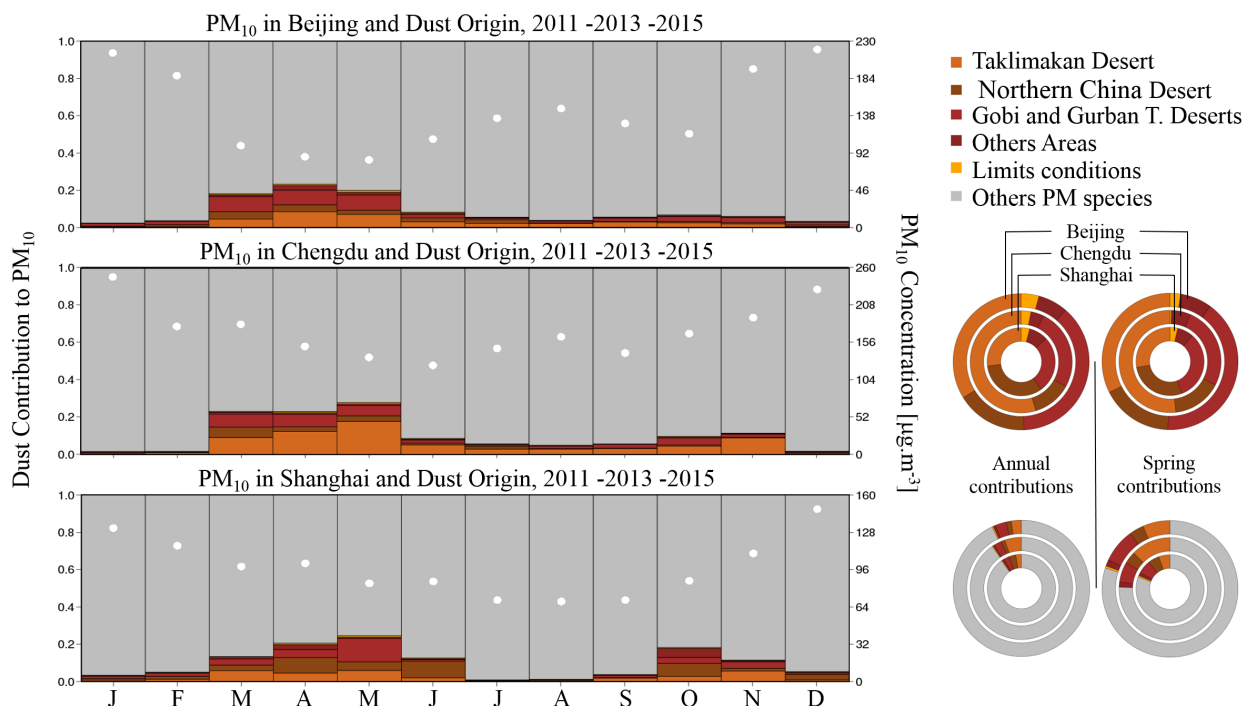 PM10 in Beijing and Dust Origin, 2011 -2013 -2015
1.0
0.8
0.6
0.4
0.2
0.0
230
184
138
92
46
0
PM10 in Chengdu and Dust Origin, 2011 -2013 -2015
1.0
0.8
0.6
0.4
0.2
0.0
260
208
156
104
52
0
PM10 in Shanghai and Dust Origin, 2011 -2013 -2015
1.0
0.8
0.6
0.4
0.2
0.0
160
128
96
64
32
0
J F M A M J J A S O N D
Dust Contribution to PM10
PM10 Concentration [µg.m-3]
Taklimakan Desert
Northern China Desert
Gobi and Gurban T. Deserts
Others Areas
Limits conditions
Others PM species
Beijing
Chengdu
Shanghai
Annual
contributions
Spring
contributions